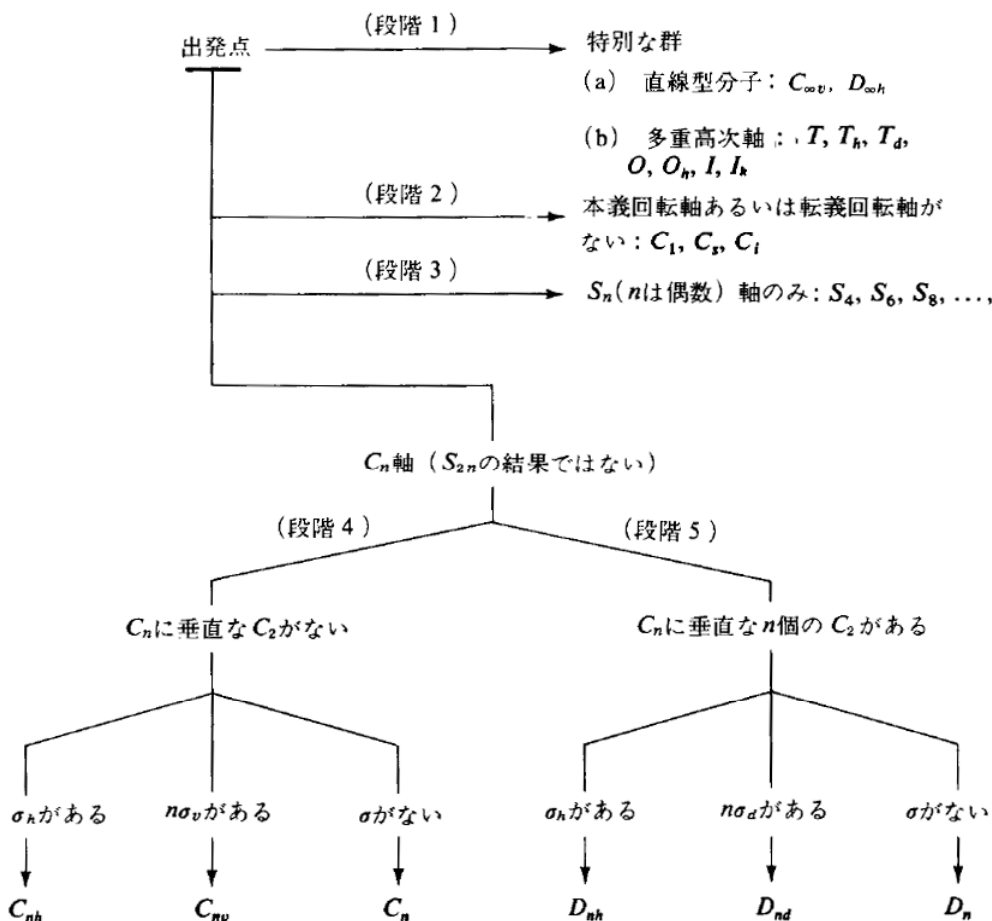 出発点
(段階1)
特別な群
(a) 直線型分子: C∞v, D∞h
(b) 多重高次軸: T, Th, Td,
O, Oh, I, Ih
(段階2)
本義回転軸あるいは転義回転軸が
ない: C1, Cs, Ci
(段階3)
Sn(nは偶数)軸のみ: S4, S6, S8, ...,
Cn軸(S2nの結果ではない)
(段階4)
(段階5)
Cnに垂直なC2がない
Cnに垂直なn個のC2がある
σhがある
nσvがある
σがない
σhがある
nσdがある
σがない
Cnh
Cnv
Cn
Dnh
Dnd
Dn